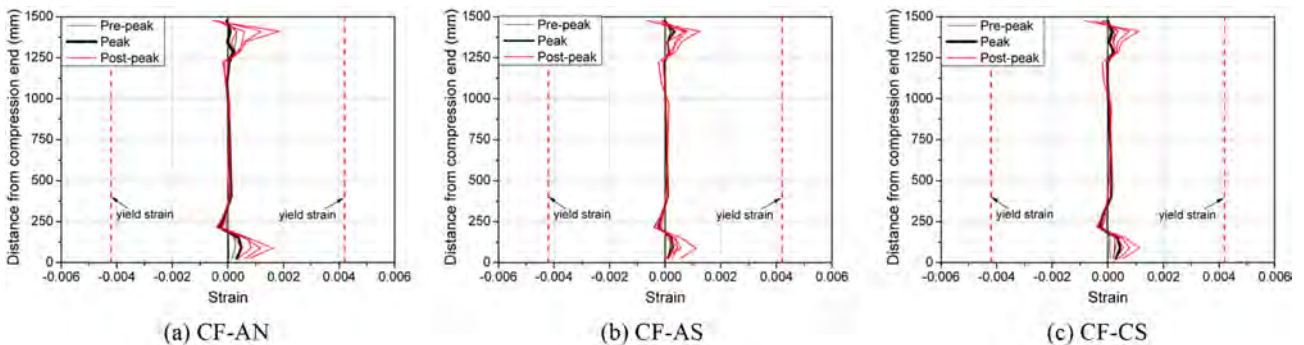 1500
1250
1000
750
500
250
0
Distance from compression end (mm)
Pre-peak
Peak
Post-peak
yield strain
yield strain
-0.006 -0.004 -0.002 0.000 0.002 0.004 0.006
Strain
(a) CF-AN
1500
1250
1000
750
500
250
0
Distance from compression end (mm)
Pre-peak
Peak
Post-peak
yield strain
yield strain
-0.006 -0.004 -0.002 0.000 0.002 0.004 0.006
Strain
(b) CF-AS
1500
1250
1000
750
500
250
0
Distance from compression end (mm)
Pre-peak
Peak
Post-peak
yield strain
yield strain
-0.006 -0.004 -0.002 0.000 0.002 0.004 0.006
Strain
(c) CF-CS